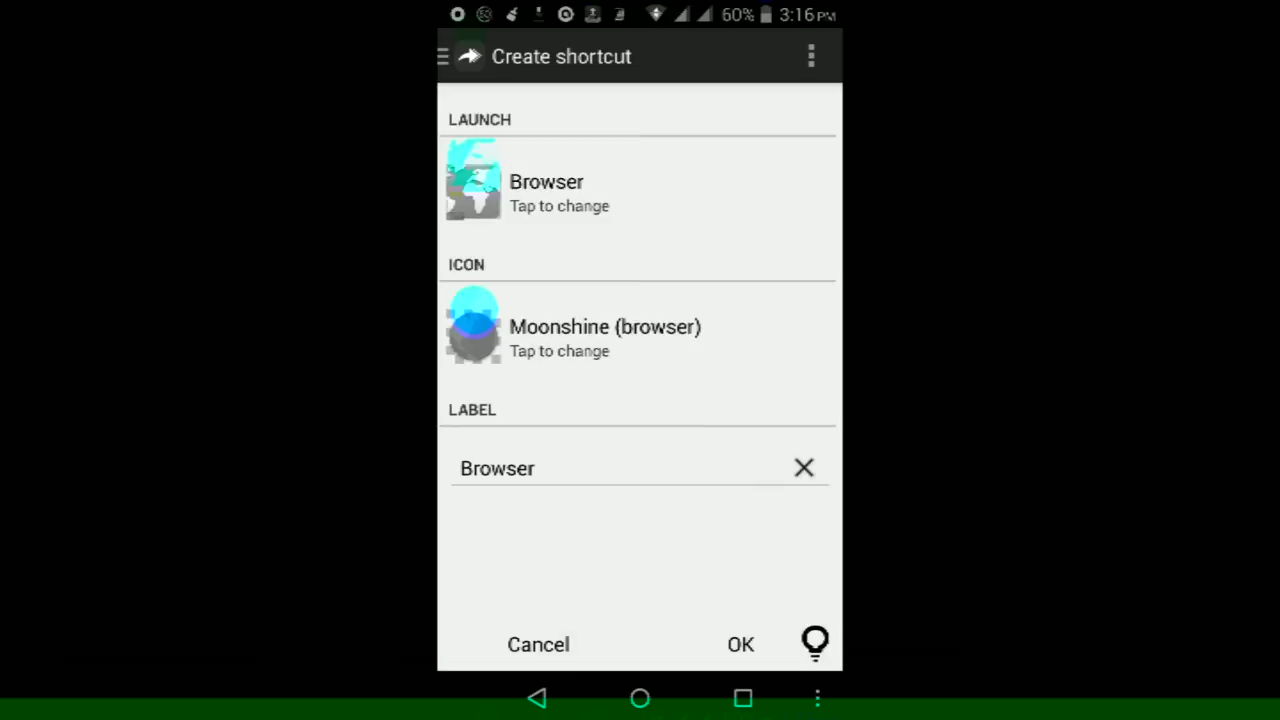 60% 3:16 PM
Create shortcut
LAUNCH
Browser
Tap to change
ICON
Moonshine (browser)
Tap to change
LABEL
Browser
Cancel OK